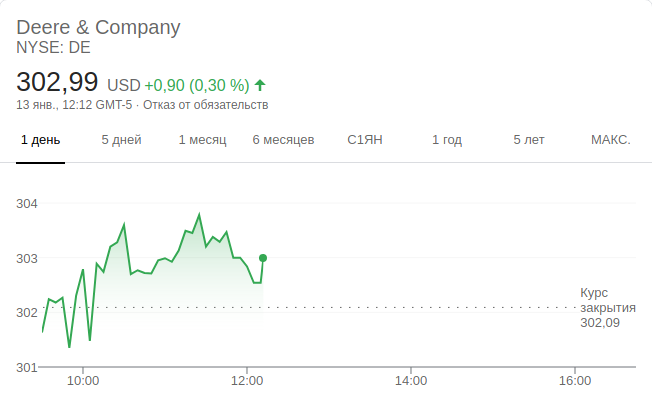 Deere & Company
NYSE: DE
302,99 USD +0,90 (0,30 %)
13 янв., 12:12 GMT-5 · Отказ от обязательств
1 день 5 дней 1 месяц 6 месяцев С1ЯН 1 год 5 лет МАКС.
304
303
302
301
Курс
закрытия
302,09
10:00 12:00 14:00 16:00